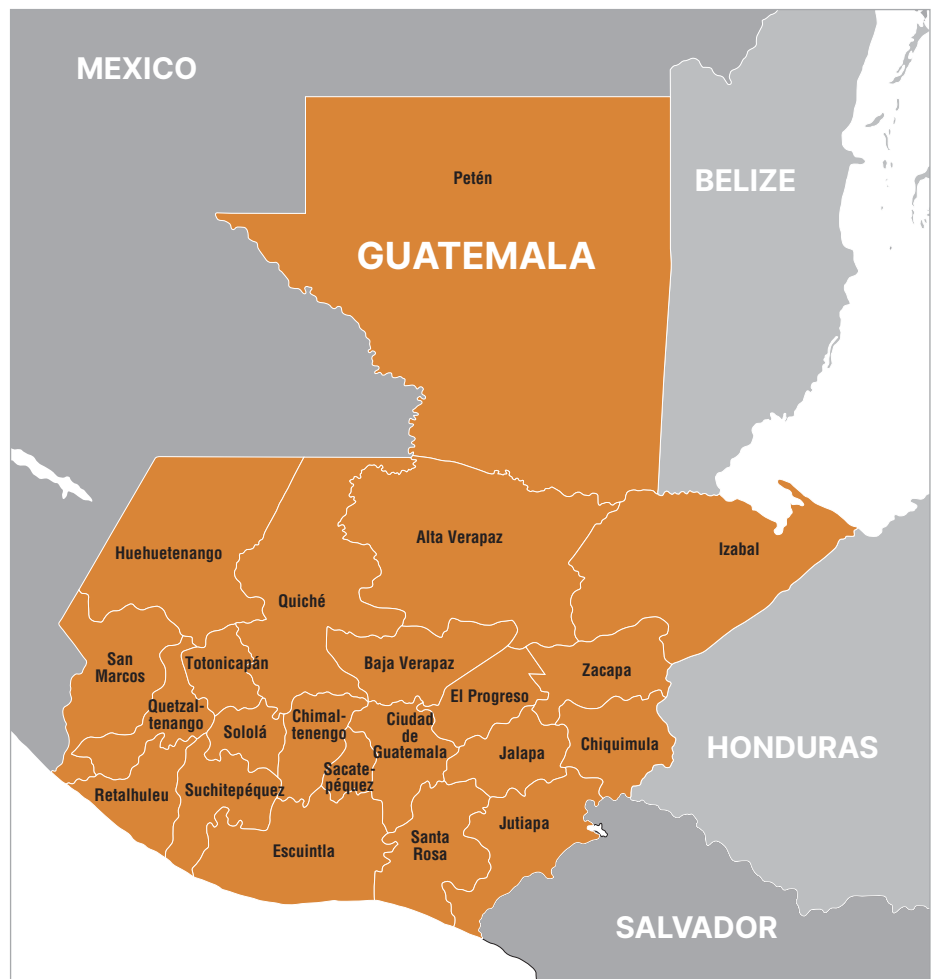 MEXICO
Petén
BELIZE
GUATEMALA
Alta Verapaz
Izabal
Huehuetenango
Quiché
San
Marcos
Totonicapán
Baja Verapaz
Zacapa
El Progreso
Quetzal-
tenango
Sololá
Chimal-
tenengo
Ciudad
de
Guatemala
Jalapa
Chiquimula
HONDURAS
Sacate-
péquez
Retalhuleu
Suchitepéquez
Jutiapa
Escuintla
Santa
Rosa
SALVADOR